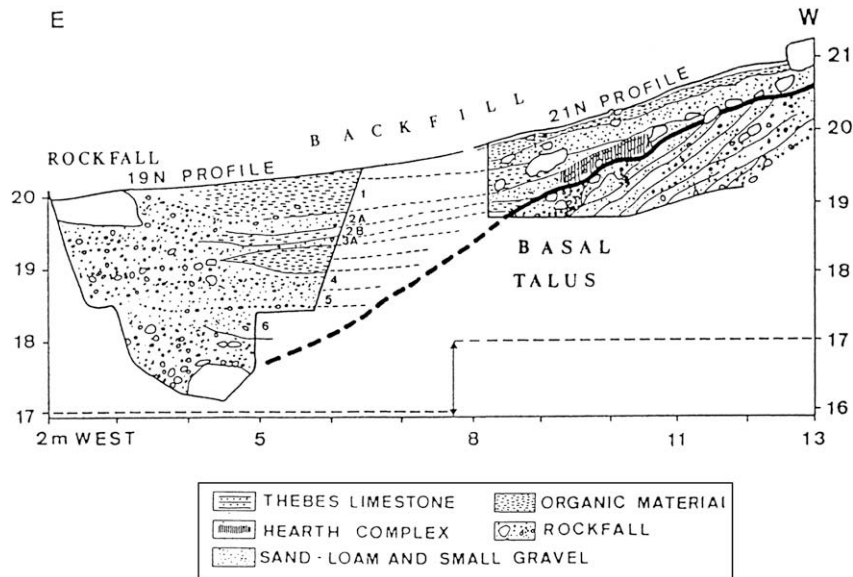 E W
BACKFILL
21N PROFILE
ROCKFALL
19N PROFILE
21
20
20
19
19
18
18
17
17
16
1
2A
2B
3A
4
5
6
BASAL
TALUS
2m WEST 5 8 11 13
THEBES LIMESTONE ORGANIC MATERIAL
HEARTH COMPLEX ROCKFALL
SAND-LOAM AND SMALL GRAVEL